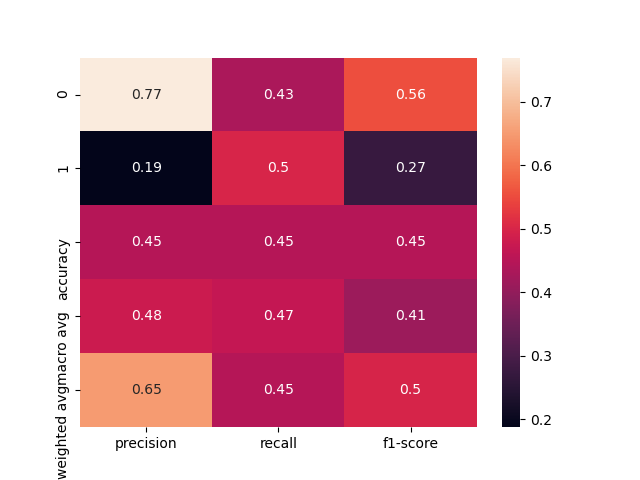 0 0.77 0.43 0.56
1 0.19 0.5 0.27
accuracy 0.45 0.45 0.45
macro avg 0.48 0.47 0.41
weighted avg 0.65 0.45 0.5
precision recall f1-score
0.7
0.6
0.5
0.4
0.3
0.2